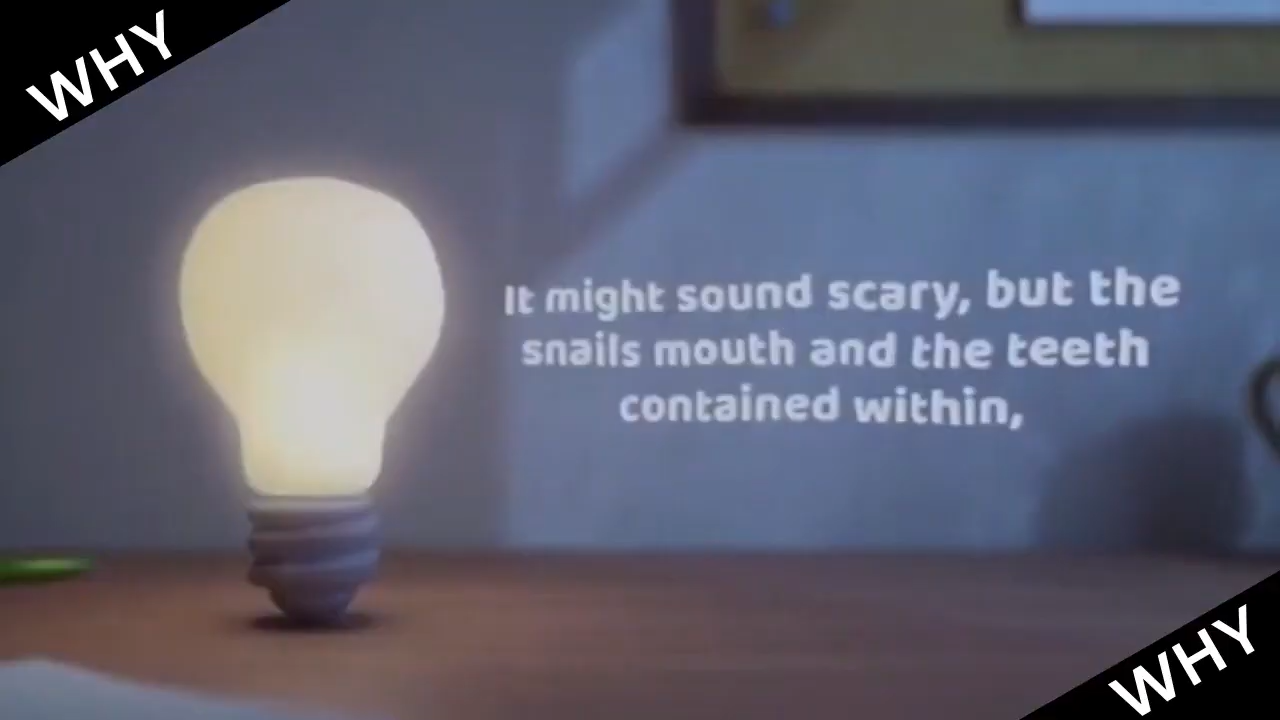 WHY
It might sound scary, but the
snails mouth and the teeth
contained within,
WHY